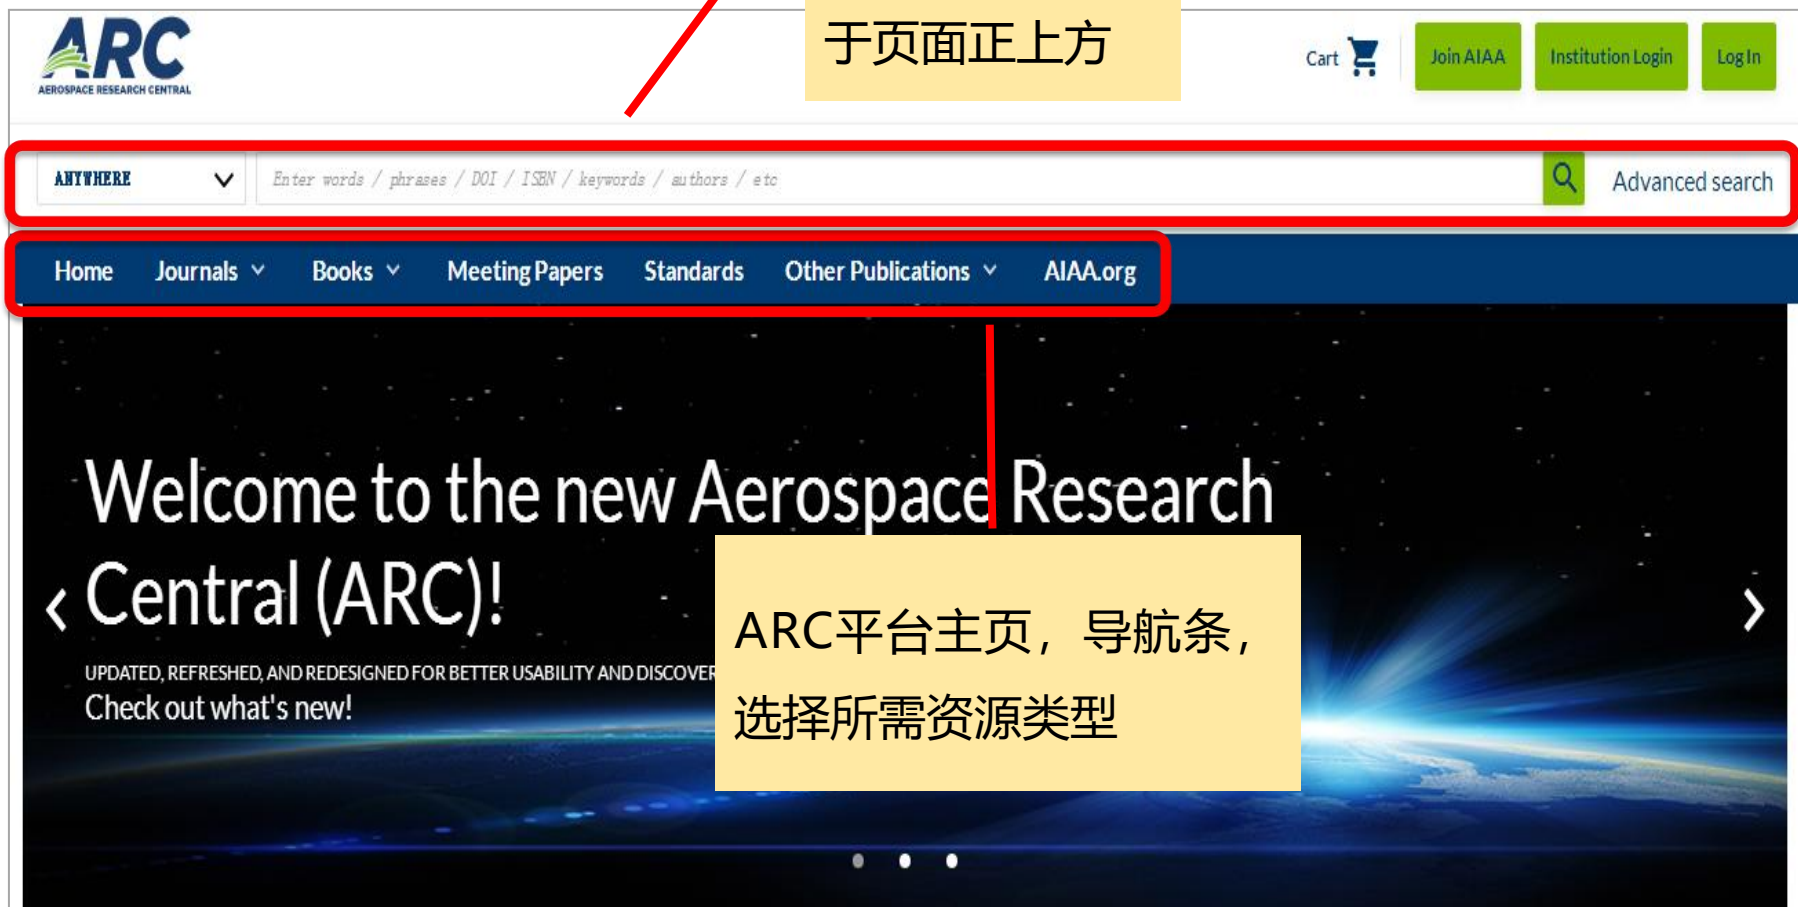 于页面正上方
ARC
AEROSPACE RESEARCH CENTRAL
Cart
Join AIAA
Institution Login
Log In
ANYWHERE
Enter words / phrases / DOI / ISBN / keywords / authors / etc
Advanced search
Home Journals Books Meeting Papers Standards Other Publications AIAA.org
Welcome to the new Aerospace Research
Central (ARC)!
UPDATED, REFRESHED, AND REDESIGNED FOR BETTER USABILITY AND DISCOVER
Check out what's new!
ARC平台主页，导航条，
选择所需资源类型